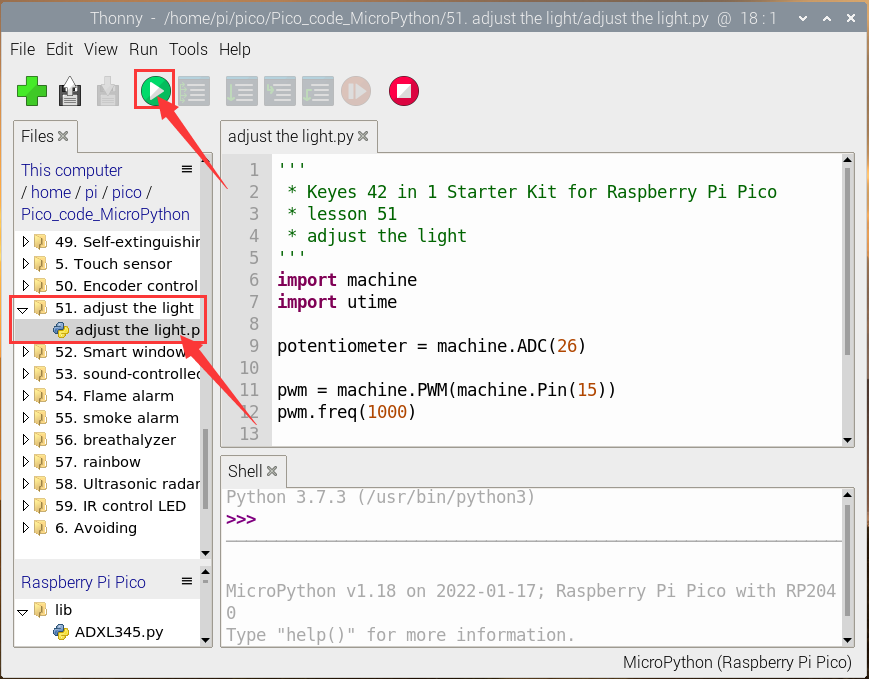 Thonny - /home/pi/pico/Pico_code_MicroPython/51. adjust the light/adjust the light.py @ 18 : 1
File Edit View Run Tools Help
Files
This computer
/ home / pi / pico /
Pico_code_MicroPython
49. Self-extinguishin
5. Touch sensor
50. Encoder control
51. adjust the light
adjust the light.p
52. Smart window
53. sound-controlled
54. Flame alarm
55. smoke alarm
56. breathalyzer
57. rainbow
58. Ultrasonic radar
59. IR control LED
6. Avoiding
Raspberry Pi Pico
lib
ADXL345.py
adjust the light.py
1 '''
2 * Keyes 42 in 1 Starter Kit for Raspberry Pi Pico
3 * lesson 51
4 * adjust the light
5 '''
6 import machine
7 import utime
8
9 potentiometer = machine.ADC(26)
10
11 pwm = machine.PWM(machine.Pin(15))
12 pwm.freq(1000)
13
Shell
Python 3.7.3 (/usr/bin/python3)
>>>
MicroPython v1.18 on 2022-01-17; Raspberry Pi Pico with RP204
0
Type "help()" for more information.
MicroPython (Raspberry Pi Pico)